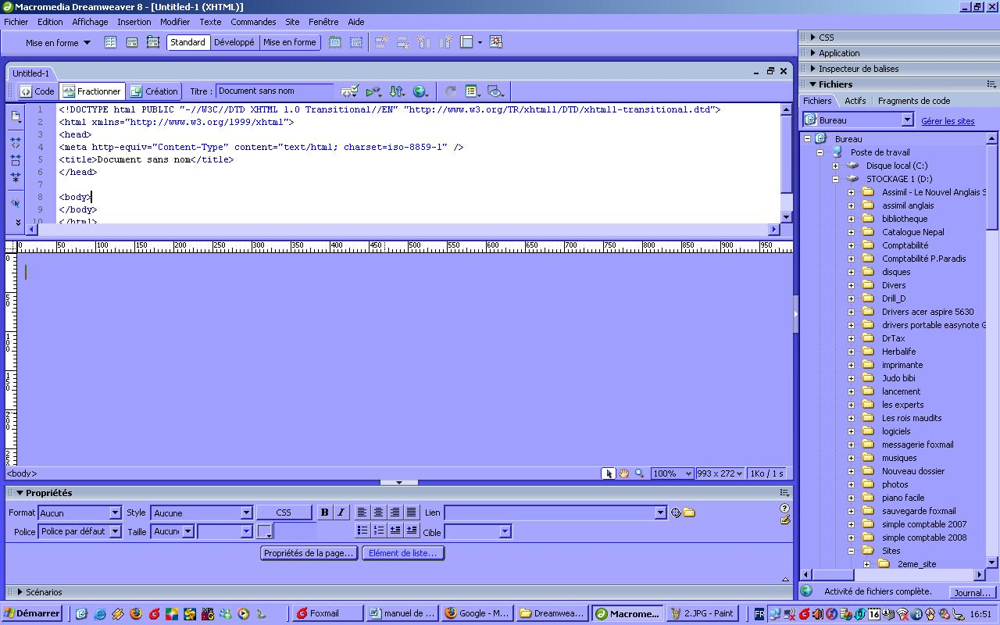 Macromedia Dreamweaver 8 - [Untitled-1 (XHTML)]
Fichier Edition Affichage Insertion Modifier Texte Commandes Site Fenêtre Aide
Mise en forme Standard Développé Mise en forme
Untitled-1
Code Fractionner Création Titre : Document sans nom
1 <!DOCTYPE html PUBLIC "-//W3C//DTD XHTML 1.0 Transitional//EN" "http://www.w3.org/TR/xhtml1/DTD/xhtml1-transitional.dtd">
2 <html xmlns="http://www.w3.org/1999/xhtml">
3 <head>
4 <meta http-equiv="Content-Type" content="text/html; charset=iso-8859-1" />
5 <title>Document sans nom</title>
6 </head>
7
8 <body>
9 </body>
10 </html>
0 50 100 150 200 250 300 350 400 450 500 550 600 650 700 750 800 850 900 950
0
50
100
150
200
25
<body> 100% 993 x 272 1Ko / 1 s
Propriétés
Format Aucun Style Aucune CSS B I Lien
Police Police par défaut Taille Aucun Cible
Propriétés de la page... Elément de liste...
Scénarios
CSS
Application
Inspecteur de balises
Fichiers
Fichiers Actifs Fragments de code
Bureau Gérer les sites
Bureau
Poste de travail
Disque local (C:)
STOCKAGE 1 (D:)
Assimil - Le Nouvel Anglais S
assimil anglais
bibliotheque
Catalogue Nepal
Comptabilité
Comptabilité P.Paradis
disques
Divers
Drill_D
Drivers acer aspire 5630
drivers portable easynote G
DrTax
Herbalife
imprimante
Judo bibi
lancement
les experts
Les rois maudits
logiciels
messagerie foxmail
musiques
Nouveau dossier
photos
piano facile
sauvegarde foxmail
simple comptable 2007
simple comptable 2008
Sites
2eme_site
Activité de fichiers complète. Journal...
Démarrer Foxmail manuel de ... Google - M... Dreamwea... Macrome... 2.JPG - Paint FR 16 16:51